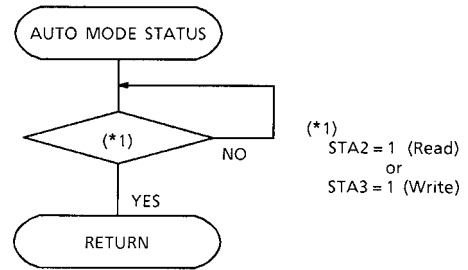 AUTO MODE STATUS
(*1)
NO
YES
RETURN
(*1)
STA2 = 1 (Read)
or
STA3 = 1 (Write)